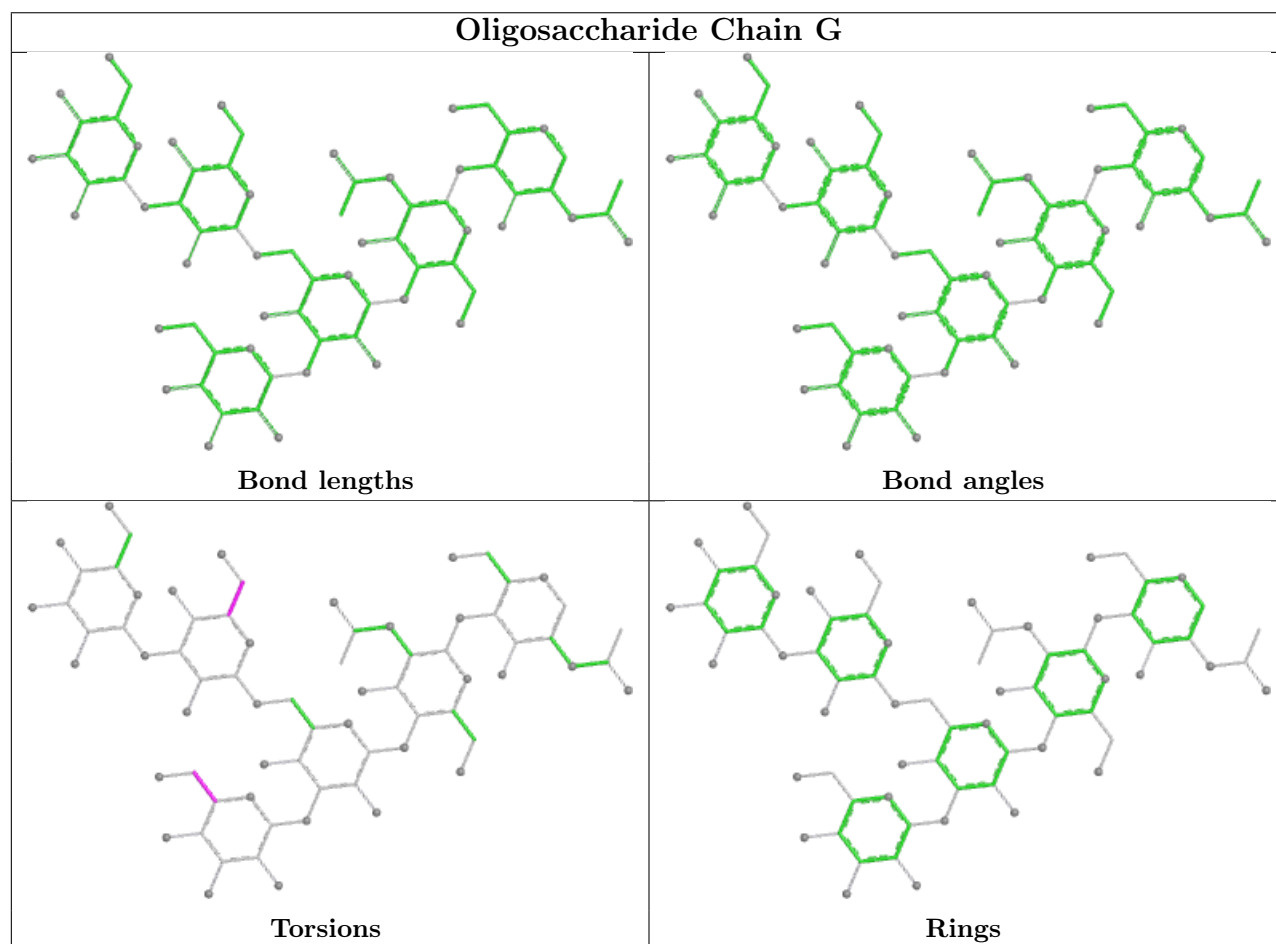 Oligosaccharide Chain G
Bond lengths
Bond angles
Torsions
Rings